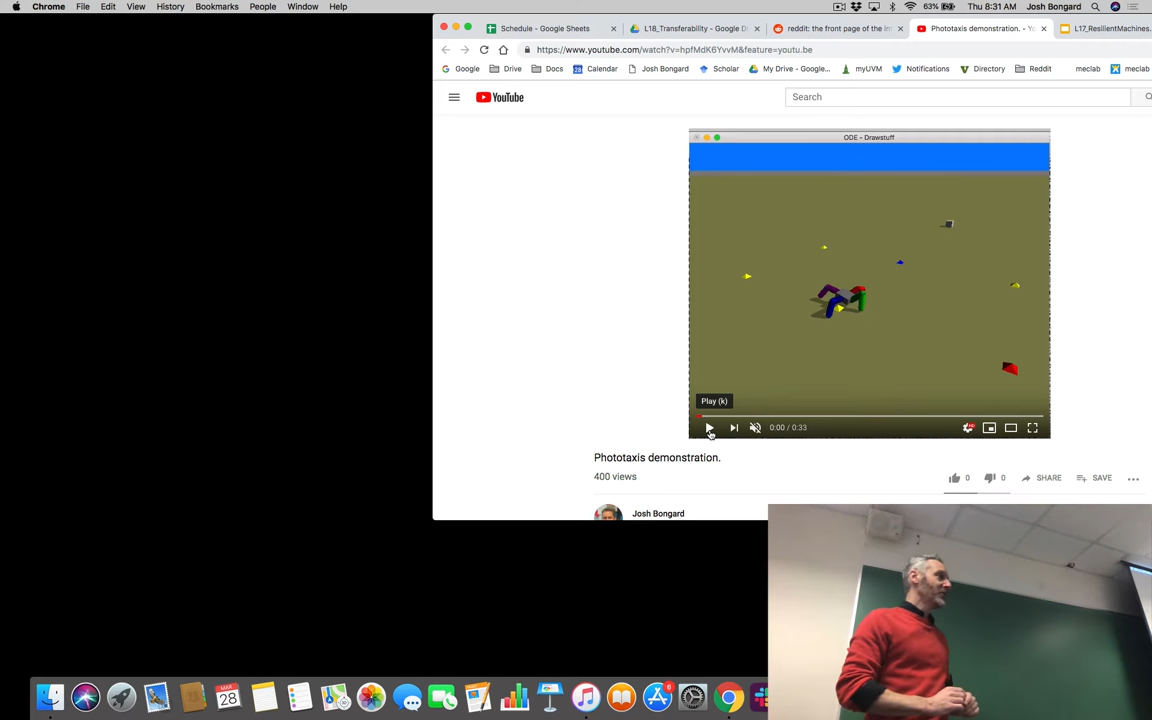 Chrome File Edit View History Bookmarks People Window Help 63% Thu 8:31 AM Josh Bongard
Schedule - Google Sheets L18_Transferability - Google D reddit: the front page of the in Phototaxis demonstration. - Yo L17_ResilientMachines.
https://www.youtube.com/watch?v=hpfMdK6YvvM&feature=youtu.be
Google Drive Docs Calendar Josh Bongard Scholar My Drive - Google... myUVM Notifications Directory Reddit meclab meclab
YouTube Search
ODE - Drawstuff
Play (k)
0:00 / 0:33 HD
Phototaxis demonstration.
400 views
0 0 SHARE SAVE
Josh Bongard
MAR
28
6